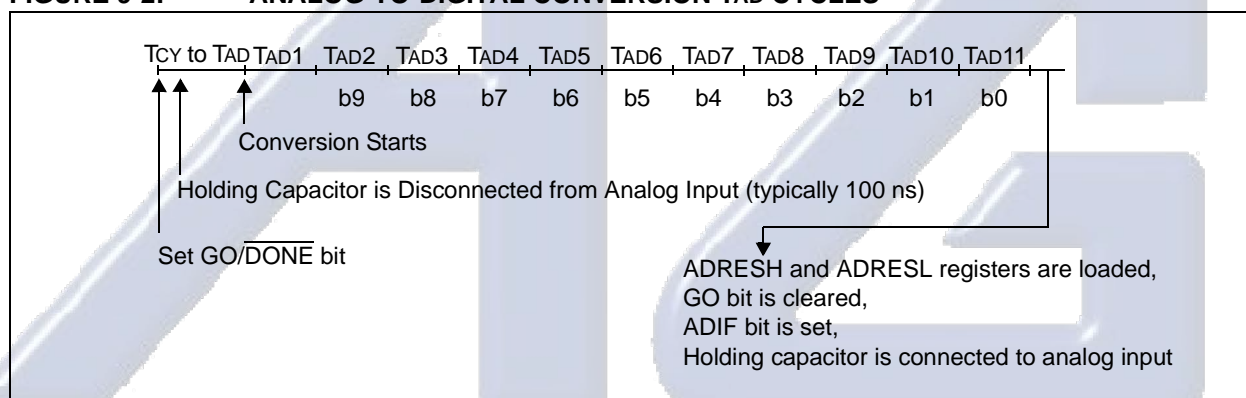 FIGURE 9-2: ANALOG-TO-DIGITAL CONVERSION TAD CYCLES
TCY to TAD TAD1 TAD2 TAD3 TAD4 TAD5 TAD6 TAD7 TAD8 TAD9 TAD10 TAD11
b9 b8 b7 b6 b5 b4 b3 b2 b1 b0
Conversion Starts
Holding Capacitor is Disconnected from Analog Input (typically 100 ns)
Set GO/DONE bit
ADRESH and ADRESL registers are loaded,
GO bit is cleared,
ADIF bit is set,
Holding capacitor is connected to analog input